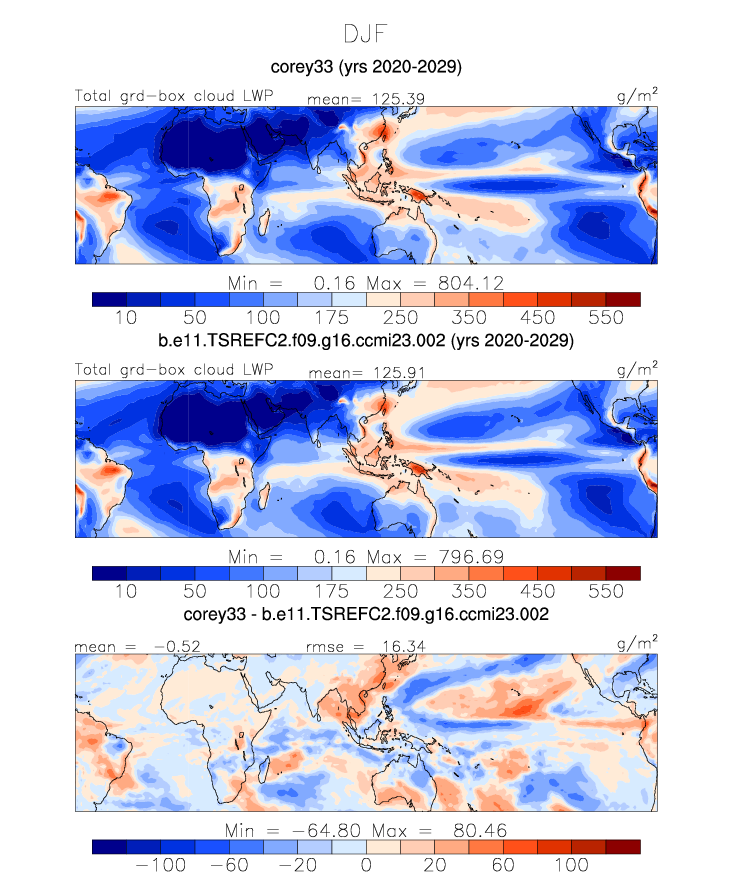 DJF
corey33 (yrs 2020-2029)
Total grd-box cloud LWP mean= 125.39 g/m²
Min = 0.16 Max = 804.12
10 50 100 175 250 350 450 550
b.e11.TSREFC2.f09.g16.ccmi23.002 (yrs 2020-2029)
Total grd-box cloud LWP mean= 125.91 g/m²
Min = 0.16 Max = 796.69
10 50 100 175 250 350 450 550
corey33 - b.e11.TSREFC2.f09.g16.ccmi23.002
mean = -0.52 rmse = 16.34 g/m²
Min = -64.80 Max = 80.46
-100 -60 -20 0 20 60 100